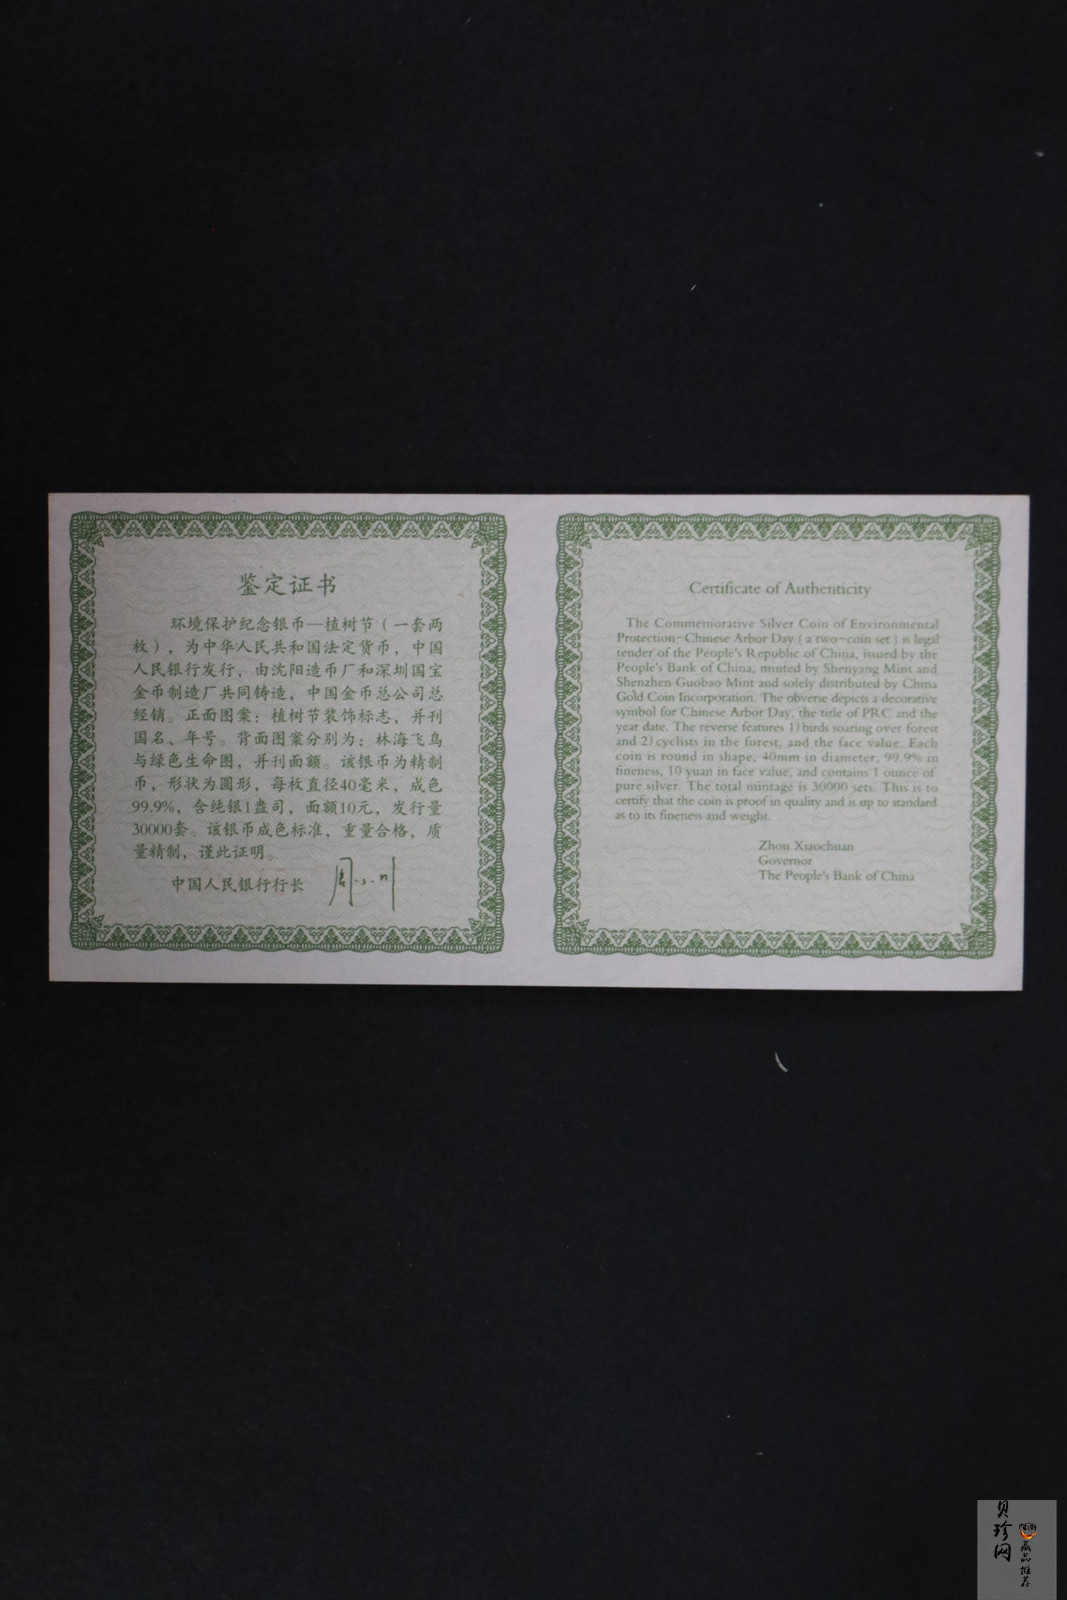 鉴定证书
环境保护纪念银币—植树节（一套两
枚），为中华人民共和国法定货币，中国
人民银行发行，由沈阳造币厂和深圳国宝
金币制造厂共同铸造，中国金币总公司总
经销。正面图案：植树节装饰标志，并刊
国名、年号。背面图案分别为：林海飞鸟
与绿色生命图，并刊面额。该银币为精制
币，形状为圆形，每枚直径40毫米，成色
99.9%，含纯银1盎司，面额10元，发行量
30000套。该银币成色标准，重量合格，质
量精制，谨此证明。
中国人民银行行长 周小川
Certificate of Authenticity
The Commemorative Silver Coin of Environmental
Protection—Chinese Arbor Day ( a two-coin set ) is legal
tender of the People's Republic of China, issued by the
People's Bank of China, minted by Shenyang Mint and
Shenzhen Guobao Mint and solely distributed by China
Gold Coin Incorporation. The obverse depicts a decorative
symbol for Chinese Arbor Day, the title of PRC and the
year date. The reverse features 1) birds soaring over forest
and 2) cyclists in the forest, and the face value. Each
coin is round in shape, 40mm in diameter, 99.9% in
fineness, 10 yuan in face value, and contains 1 ounce of
pure silver. The total mintage is 30000 sets. This is to
certify that the coin is proof in quality and is up to standard
as to its fineness and weight.
Zhou Xiaochuan
Governor
The People's Bank of China
贝珍网
藏品推荐